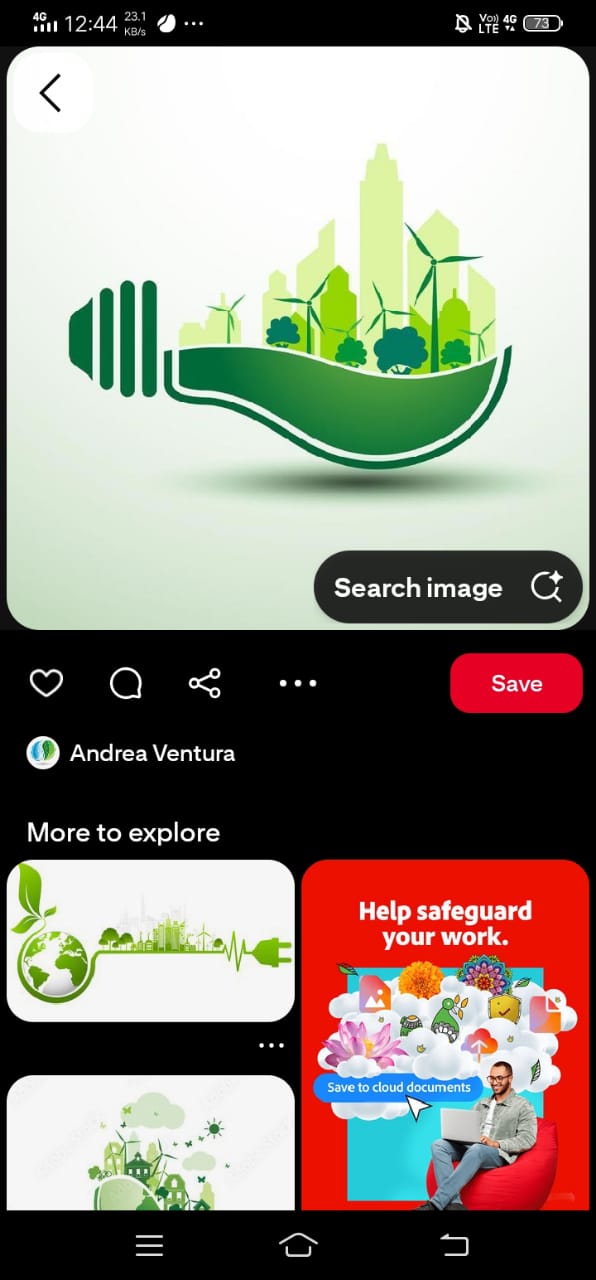 4G 12:44 23.1 KB/s
Vo)) LTE 4G 73
Search image
Save
Andrea Ventura
More to explore
Help safeguard
your work.
Save to cloud documents